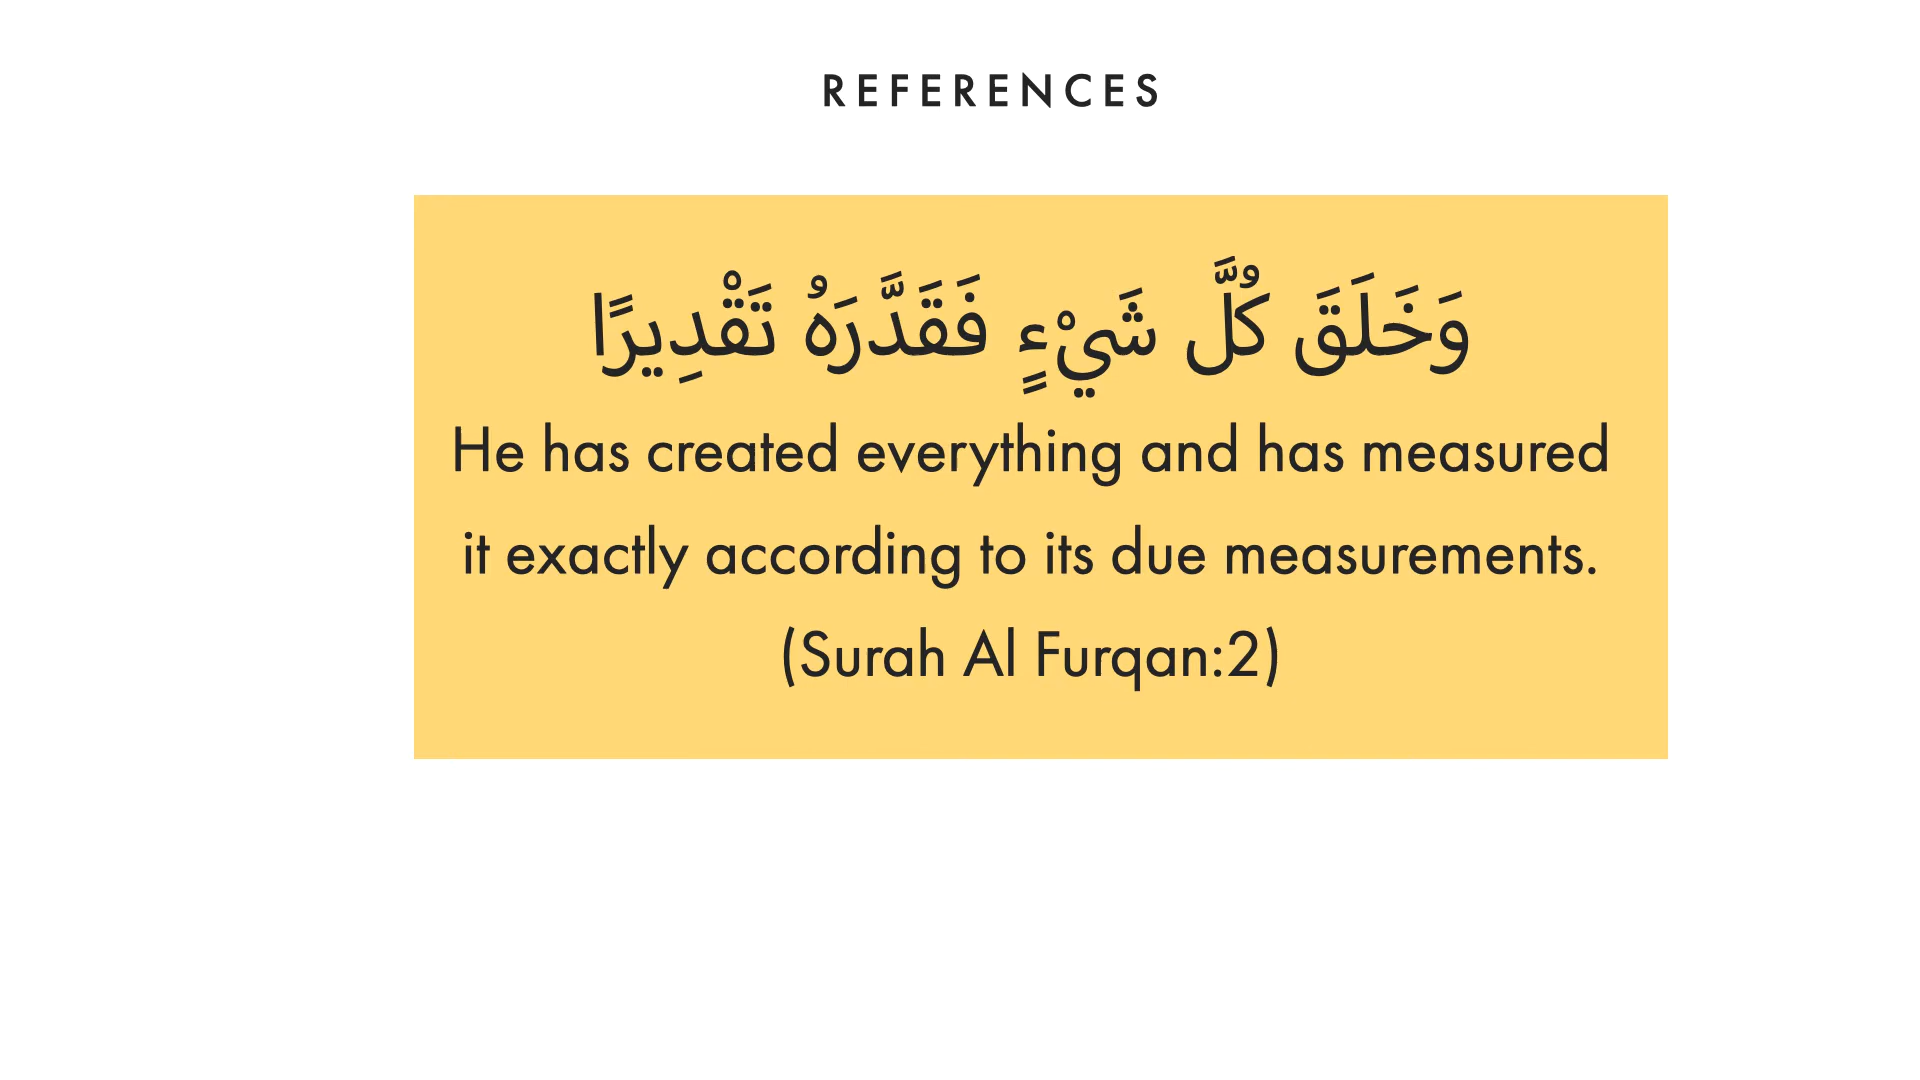 REFERENCES
وَخَلَقَ كُلَّ شَيْءٍ فَقَدَّرَهُ تَقْدِيرًا
He has created everything and has measured
it exactly according to its due measurements.
(Surah Al Furqan:2)